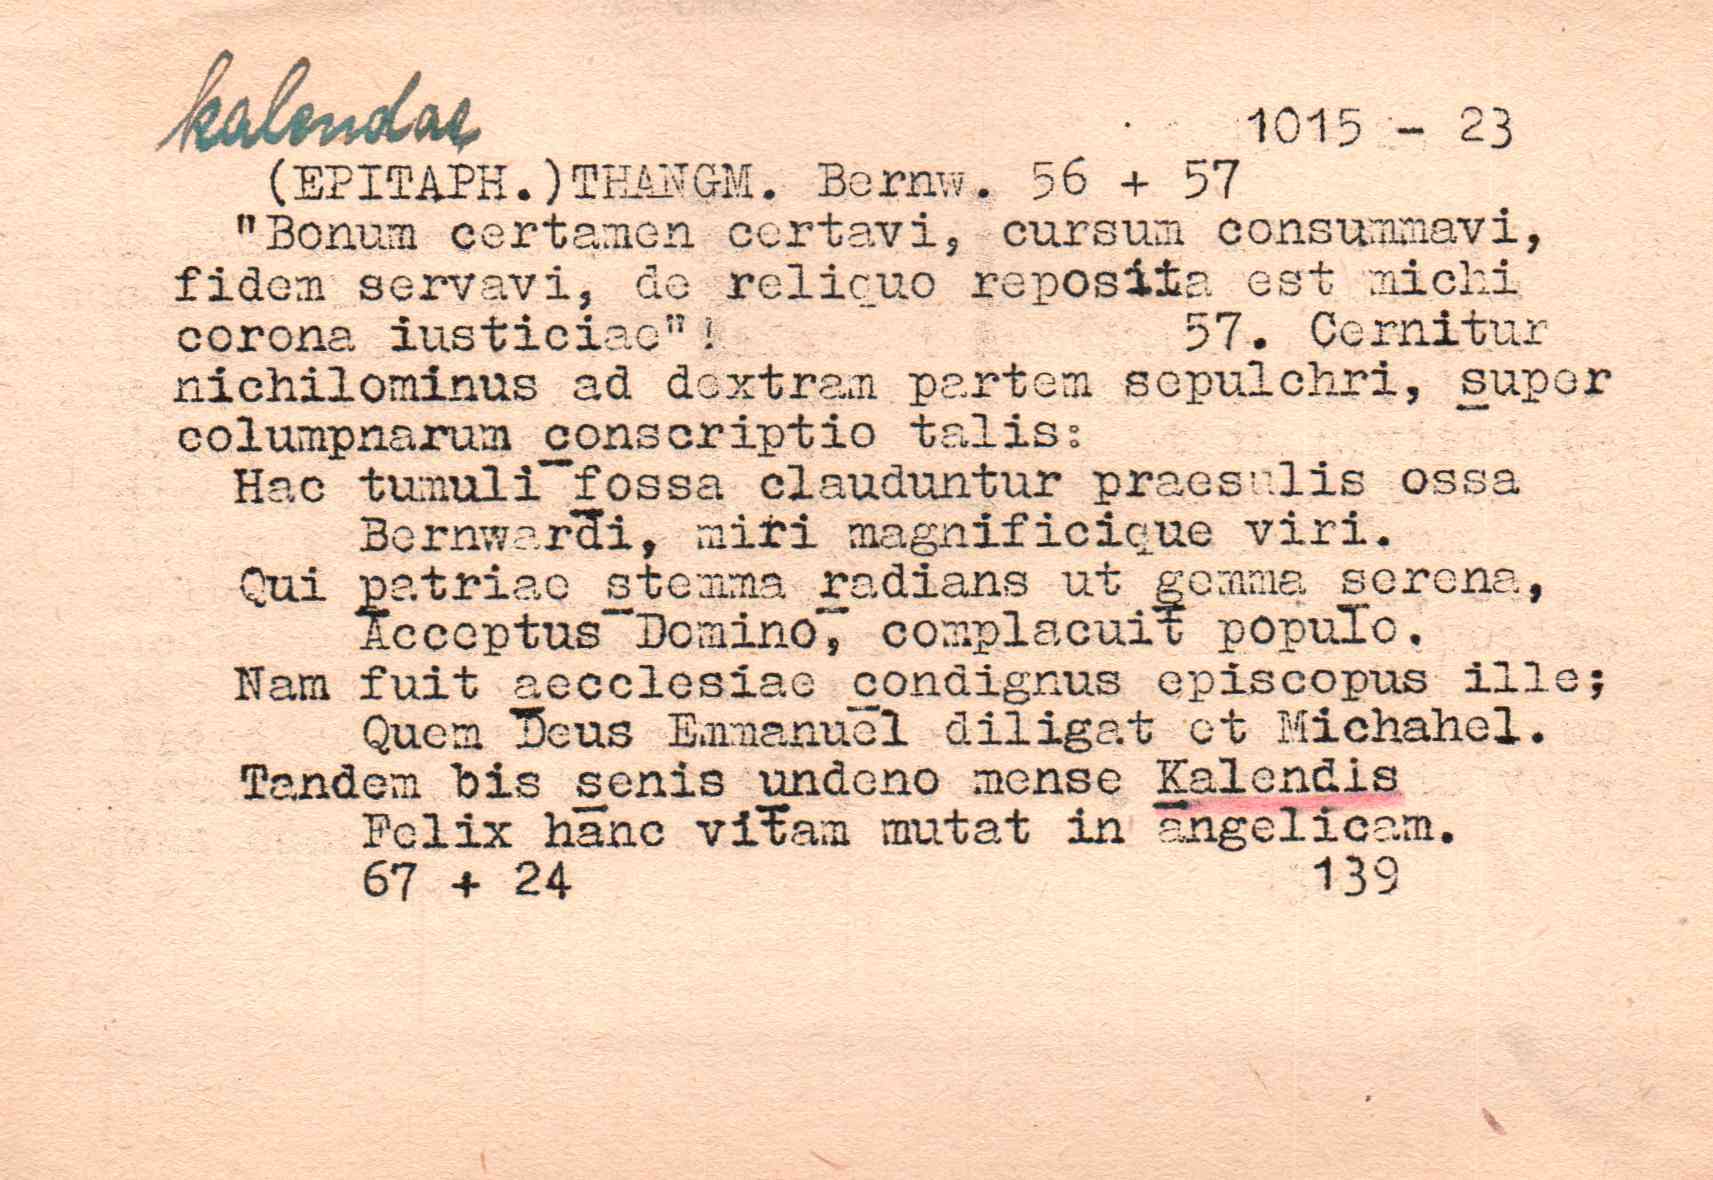 kalendae
1015 - 23
(EPITAPH.)THANGM. Bernw. 56 + 57
"Bonum certamen certavi, cursum consummavi,
fidem servavi, de reliquo reposita est michi
corona iusticiae"! 57. Cernitur
nichilominus ad dextram partem sepulchri, super
columpnarum conscriptio talis:
Hac tumuli fossa clauduntur praesulis ossa
Bernwardi, miri magnificique viri.
Qui patriae stemma radians ut gemma serena,
Acceptus Domino, complacuit populo.
Nam fuit aecclesiae condignus episcopus ille;
Quem Deus Emmanuel diligat et Michahel.
Tandem bis senis undeno mense Kalendis
Felix hanc vitam mutat in angelicam.
67 + 24 139